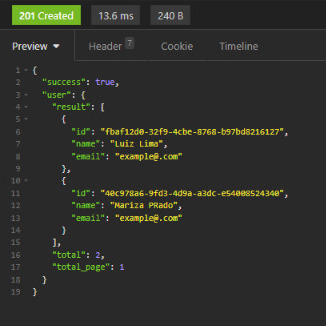 201 Created 13.6 ms 240 B
Preview Header 7 Cookie Timeline
1 {
2 "success": true,
3 "user": {
4 "result": [
5 {
6 "id": "fbaf12d0-32f9-4cbe-8768-b97bd8216127",
7 "name": "Luiz Lima",
8 "email": "example@.com"
9 },
10 {
11 "id": "40c978a6-9fd3-4d9a-a3dc-e54008524340",
12 "name": "Mariza PRado",
13 "email": "example@.com"
14 }
15 ],
16 "total": 2,
17 "total_page": 1
18 }
19 }